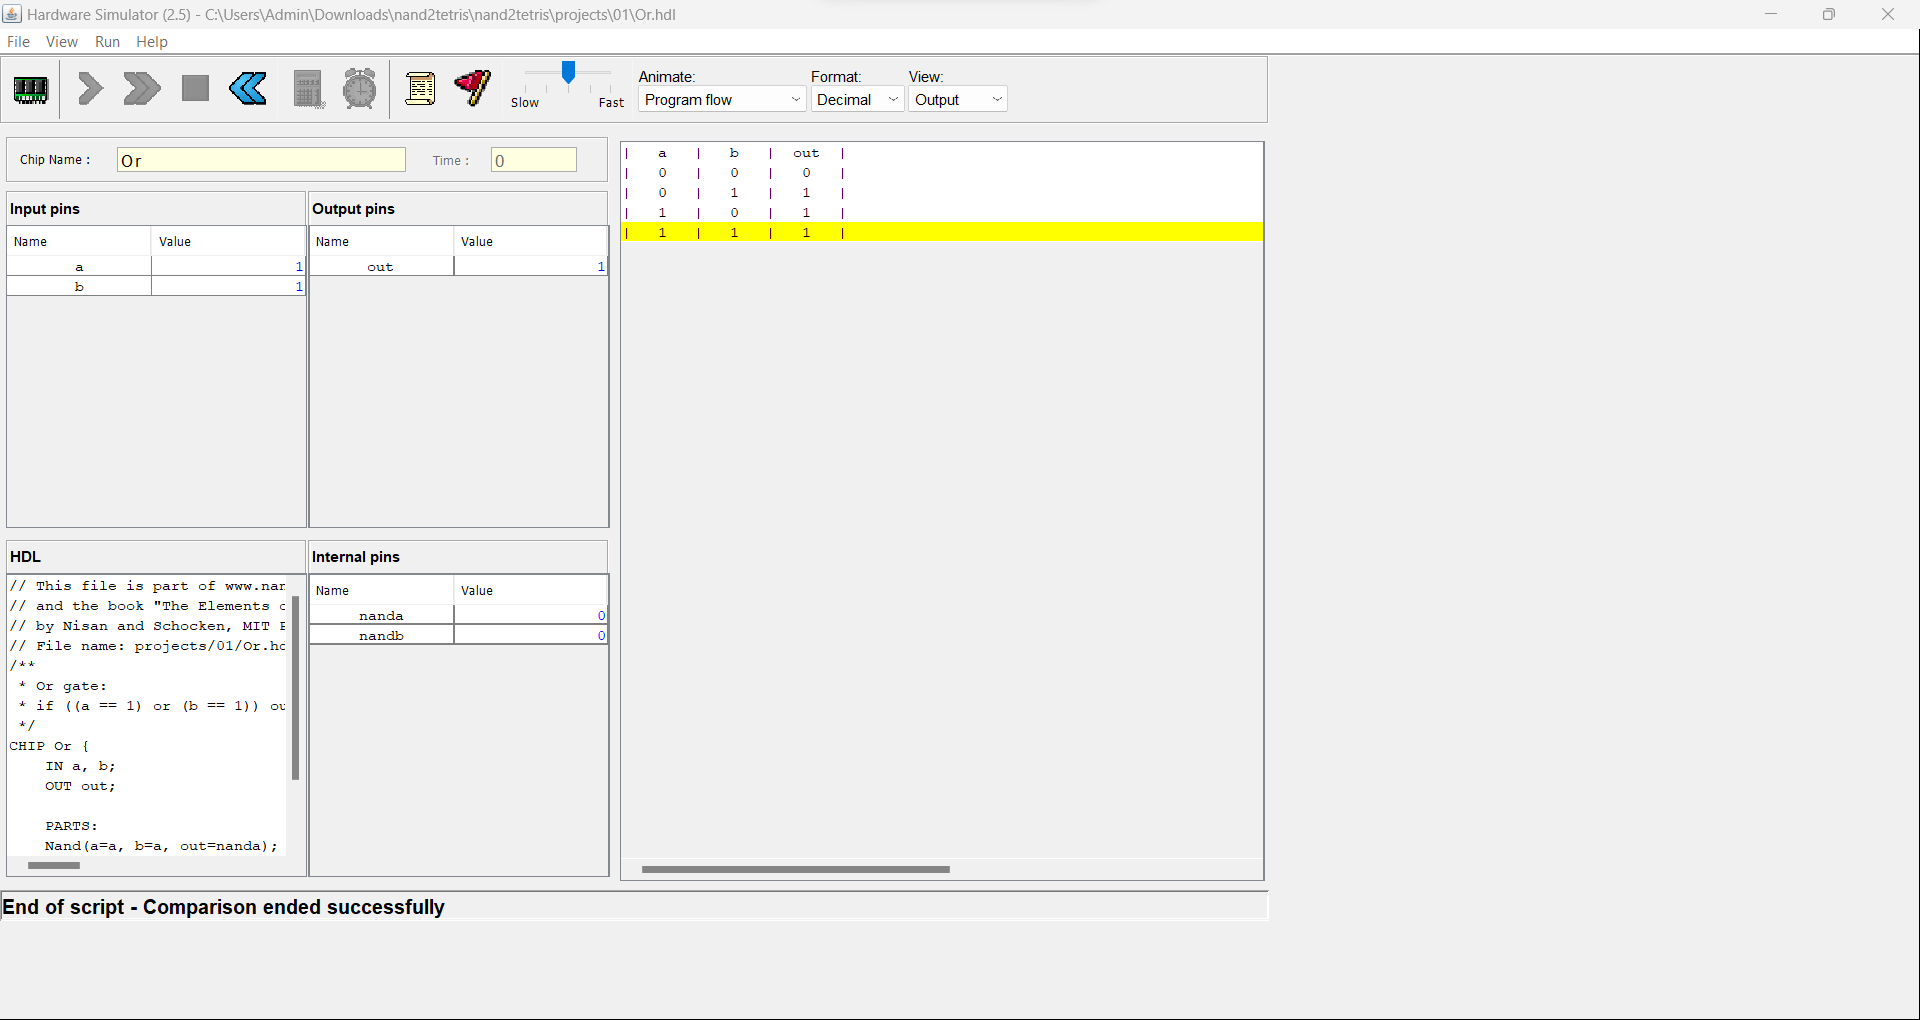 Hardware Simulator (2.5) - C:\Users\Admin\Downloads\nand2tetris\nand2tetris\projects\01\Or.hdl
File View Run Help
Slow Fast
Animate: Format: View:
Program flow Decimal Output
Chip Name : Or Time : 0
Input pins
Name Value
a 1
b 1
Output pins
Name Value
out 1
| a | b | out |
| 0 | 0 | 0 |
| 0 | 1 | 1 |
| 1 | 0 | 1 |
| 1 | 1 | 1 |
HDL
// This file is part of www.nan
// and the book "The Elements
// by Nisan and Schocken, MIT
// File name: projects/01/Or.hd
/**
* Or gate:
* if ((a == 1) or (b == 1)) ou
*/
CHIP Or {
IN a, b;
OUT out;
PARTS:
Nand(a=a, b=a, out=nanda);
Internal pins
Name Value
nanda 0
nandb 0
End of script - Comparison ended successfully